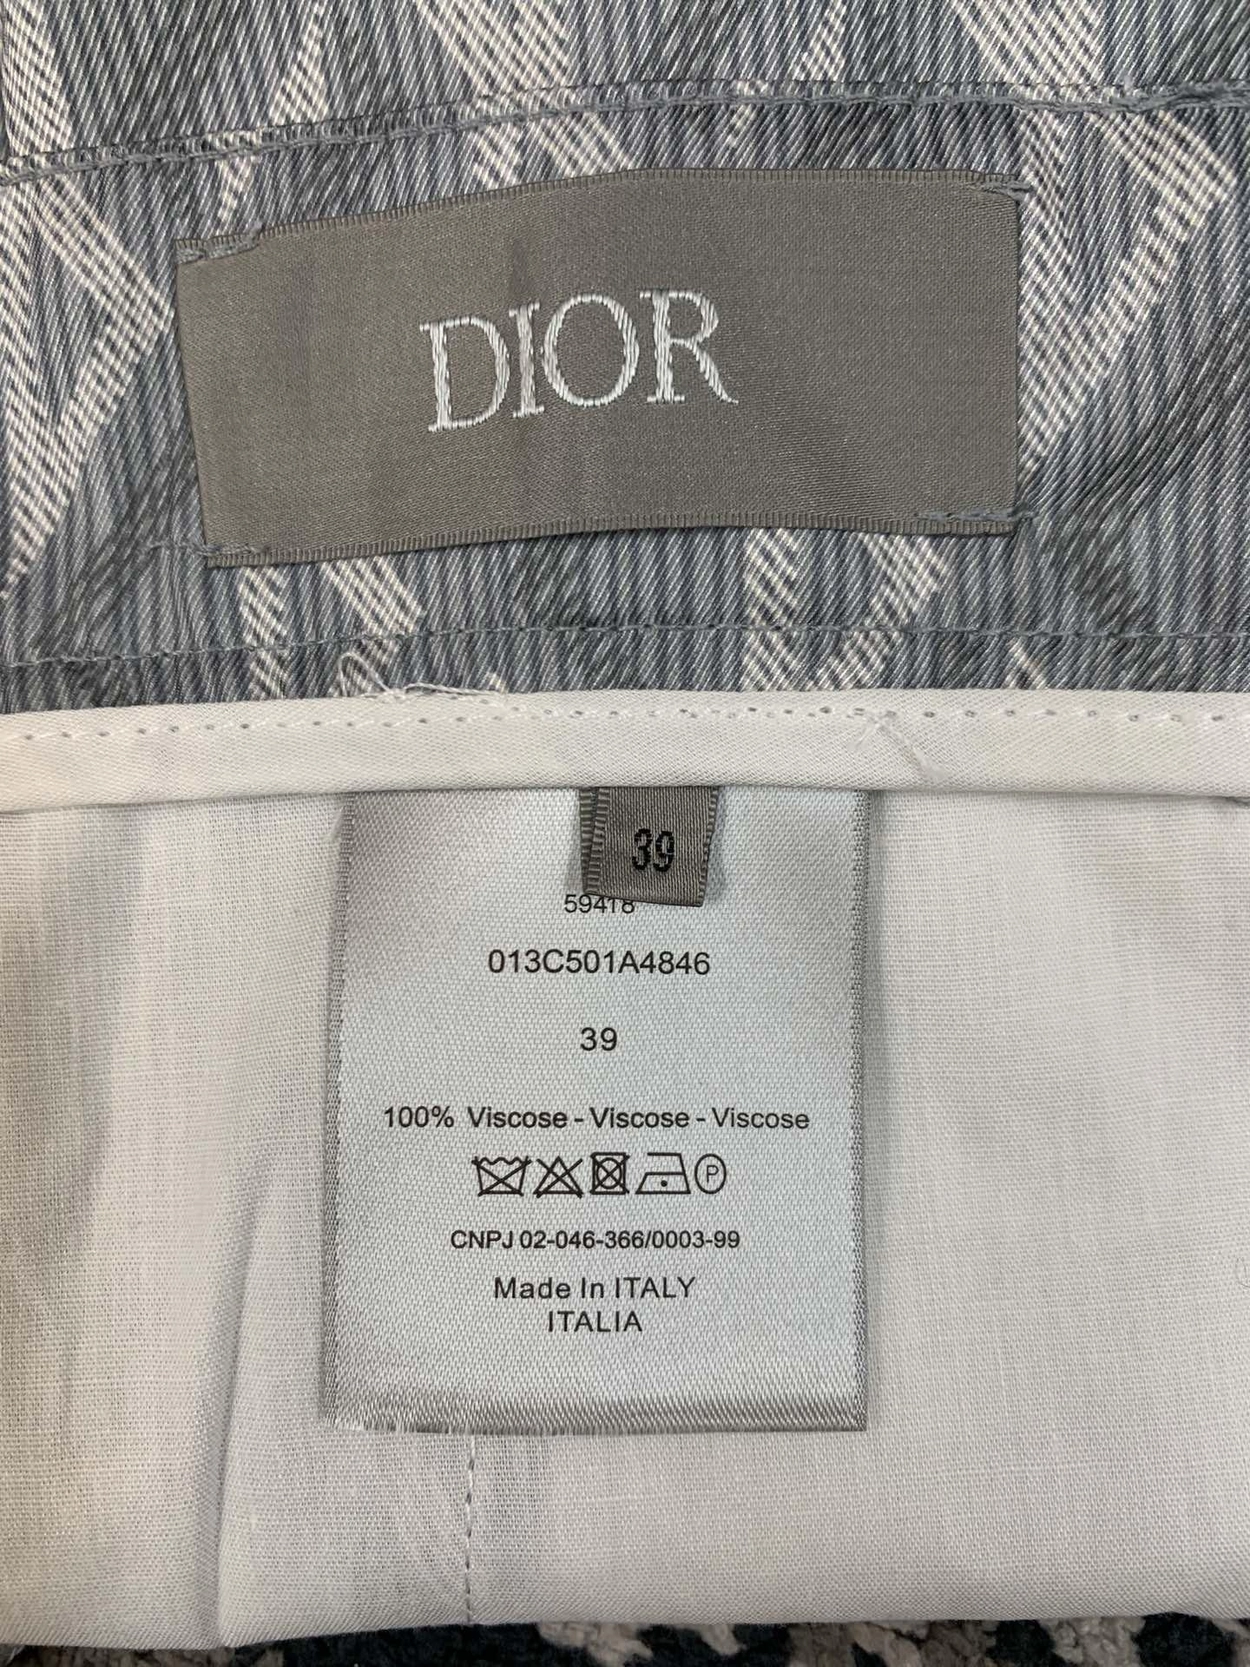 DIOR
39
59418
013C501A4846
39
100% Viscose - Viscose - Viscose
P
CNPJ 02-046-366/0003-99
Made In ITALY
ITALIA